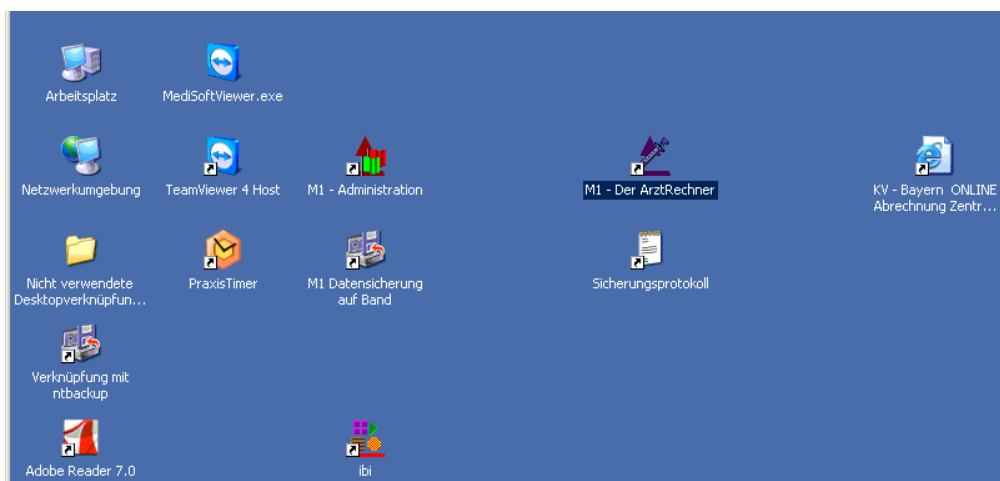 Arbeitsplatz
MediSoftViewer.exe
Netzwerkumgebung
TeamViewer 4 Host
M1 - Administration
M1 - Der ArztRechner
KV - Bayern ONLINE
Abrechnung Zentr...
Nicht verwendete
Desktopverknüpfun...
PraxisTimer
M1 Datensicherung
auf Band
Sicherungsprotokoll
Verknüpfung mit
ntbackup
Adobe Reader 7.0
ibi